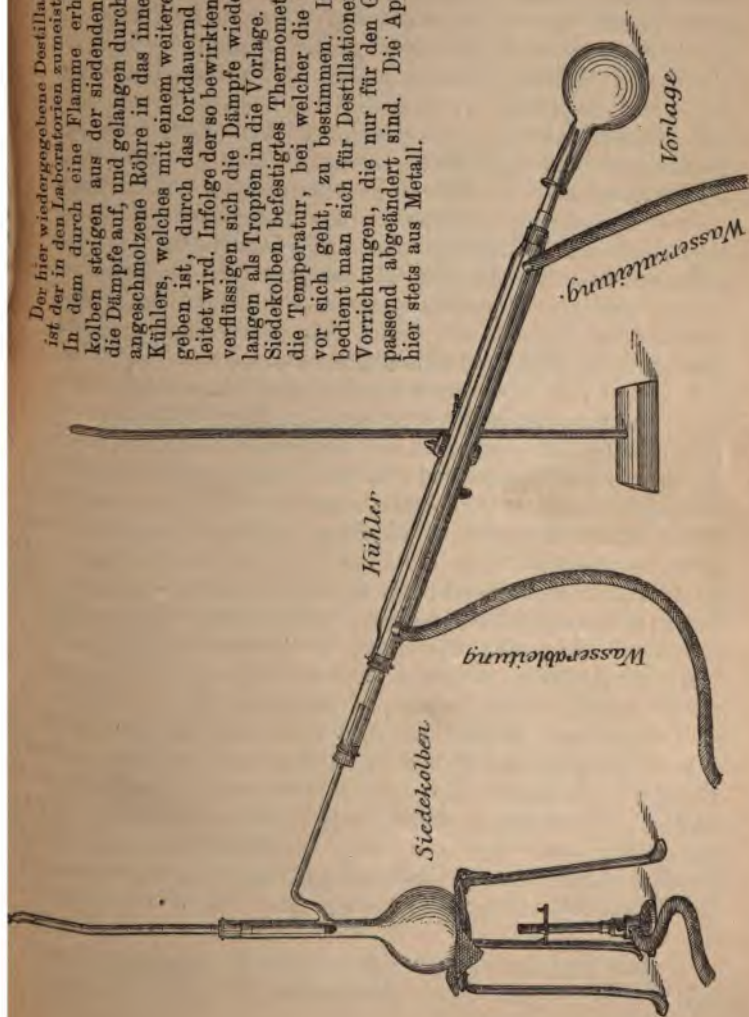 Der hier wiedergegebene Destilla
ist der in den Laboratorien zumeist
In dem durch eine Flamme erh
kolben steigen aus der siedenden
die Dämpfe auf, und gelangen durch
angeschmolzene Röhre in das inne
Kühlers, welches mit einem weitere
geben ist, durch das fortdauernd
leitet wird. Infolge der so bewirkten
verflüssigen sich die Dämpfe wiede
langen als Tropfen in die Vorlage.
Siedekolben befestigtes Thermomet
die Temperatur, bei welcher die
vor sich geht, zu bestimmen. I
bedient man sich für Destillatione
Vorrichtungen, die nur für den G
passend abgeändert sind. Die Ap
hier stets aus Metall.
Siedekolben
Kühler
Wasserableitung
Wasserzuleitung.
Vorlage